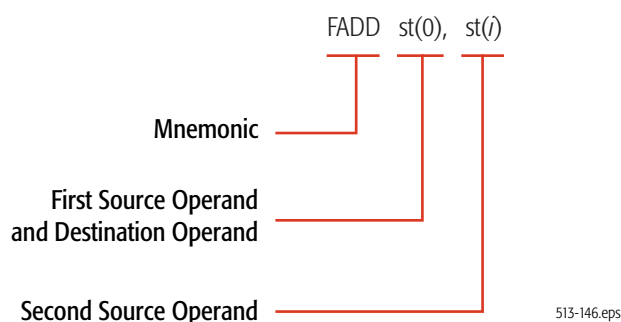 FADD st(0), st(i)
Mnemonic
First Source Operand
and Destination Operand
Second Source Operand
513-146.eps